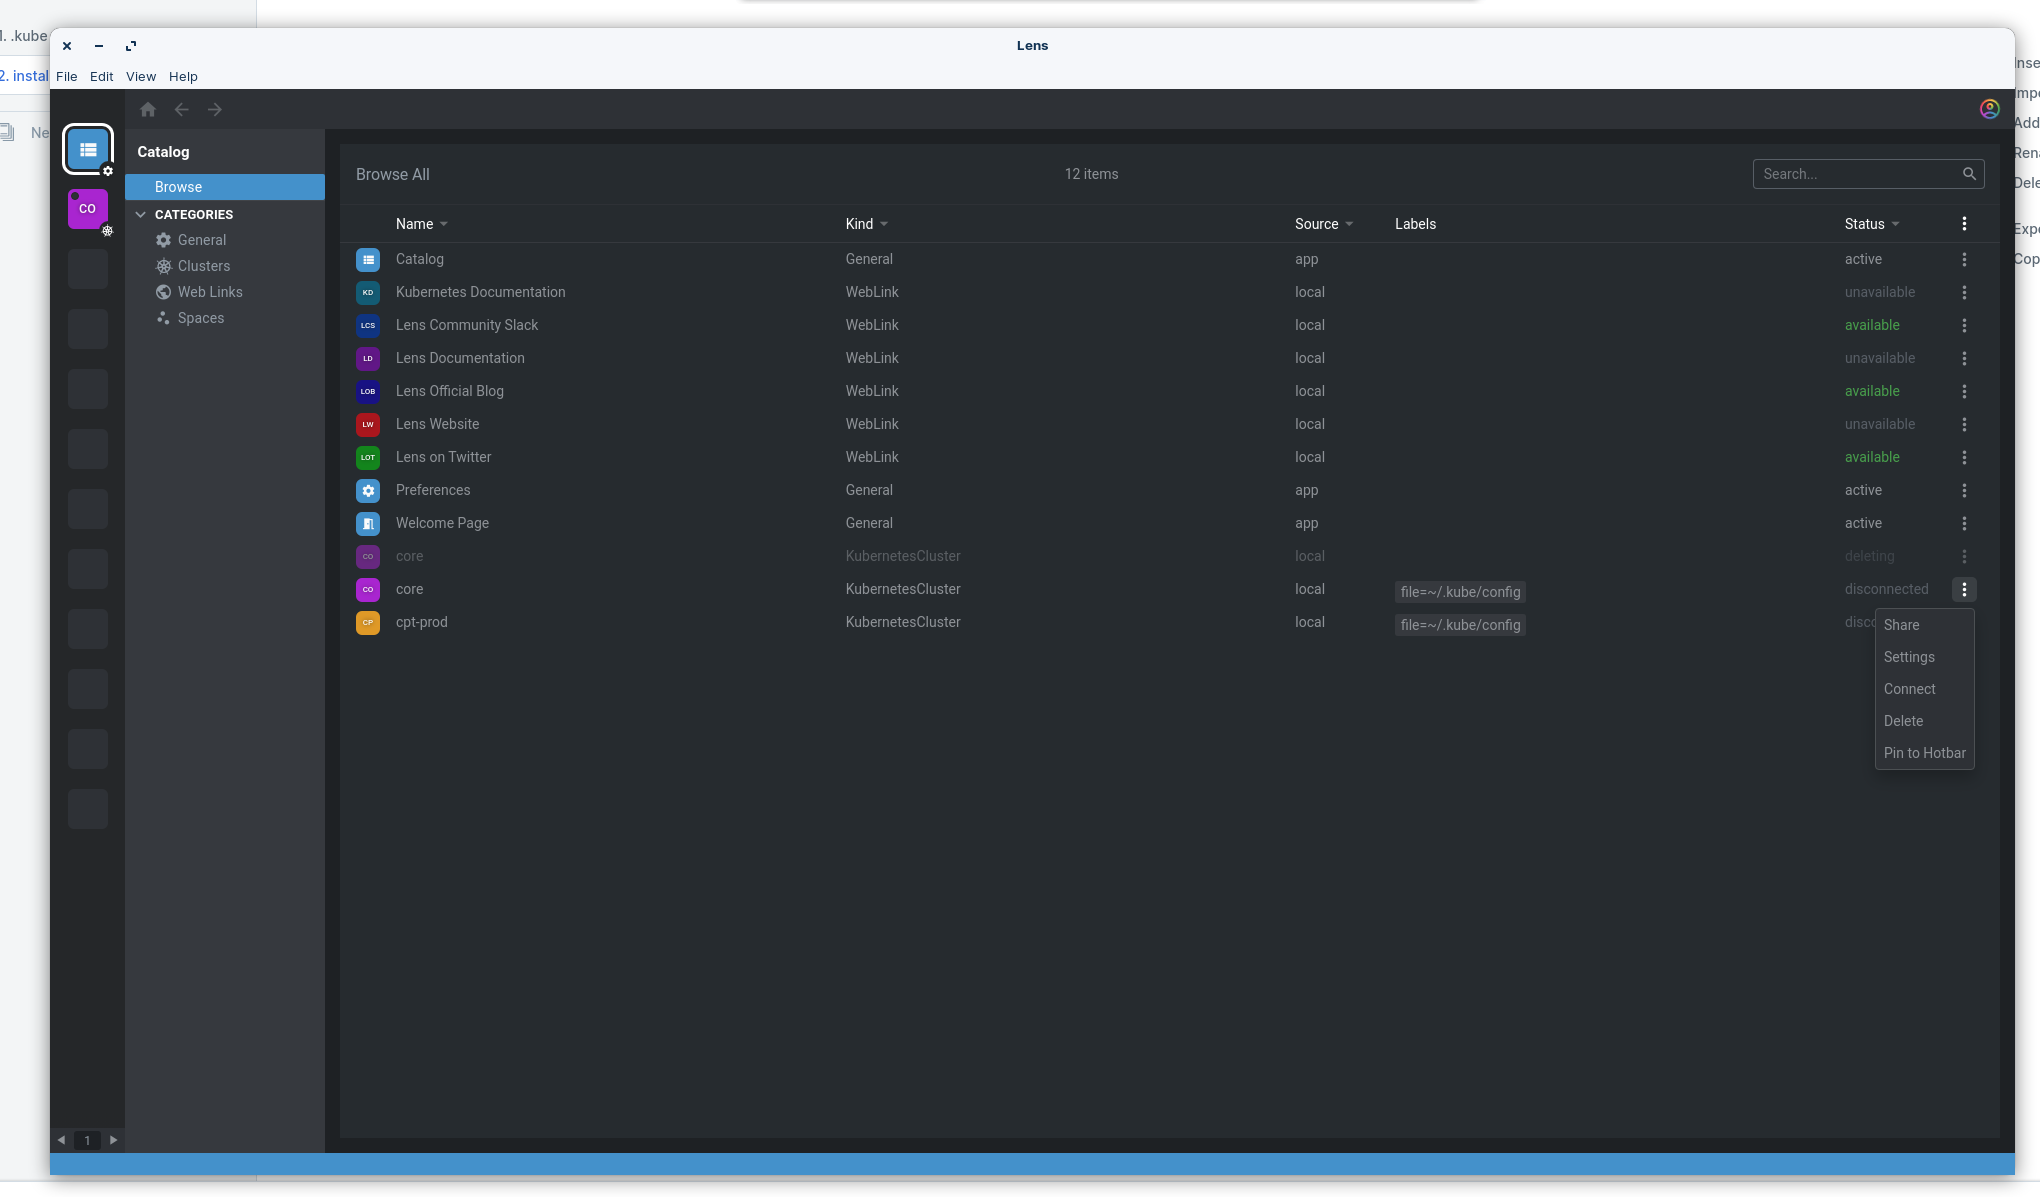 1. .kube
2. instal
Ne
Lens
File Edit View Help
Inse
Impo
Add
Rena
Dele
Expo
Cop
CO
1
Catalog
Browse
CATEGORIES
General
Clusters
Web Links
Spaces
Browse All 12 items Search...
Name Kind Source Labels Status
Catalog General app active
KD Kubernetes Documentation WebLink local unavailable
LCS Lens Community Slack WebLink local available
LD Lens Documentation WebLink local unavailable
LOB Lens Official Blog WebLink local available
LW Lens Website WebLink local unavailable
LOT Lens on Twitter WebLink local available
Preferences General app active
Welcome Page General app active
CO core KubernetesCluster local deleting
CO core KubernetesCluster local file=~/.kube/config disconnected
CP cpt-prod KubernetesCluster local file=~/.kube/config disco
Share
Settings
Connect
Delete
Pin to Hotbar